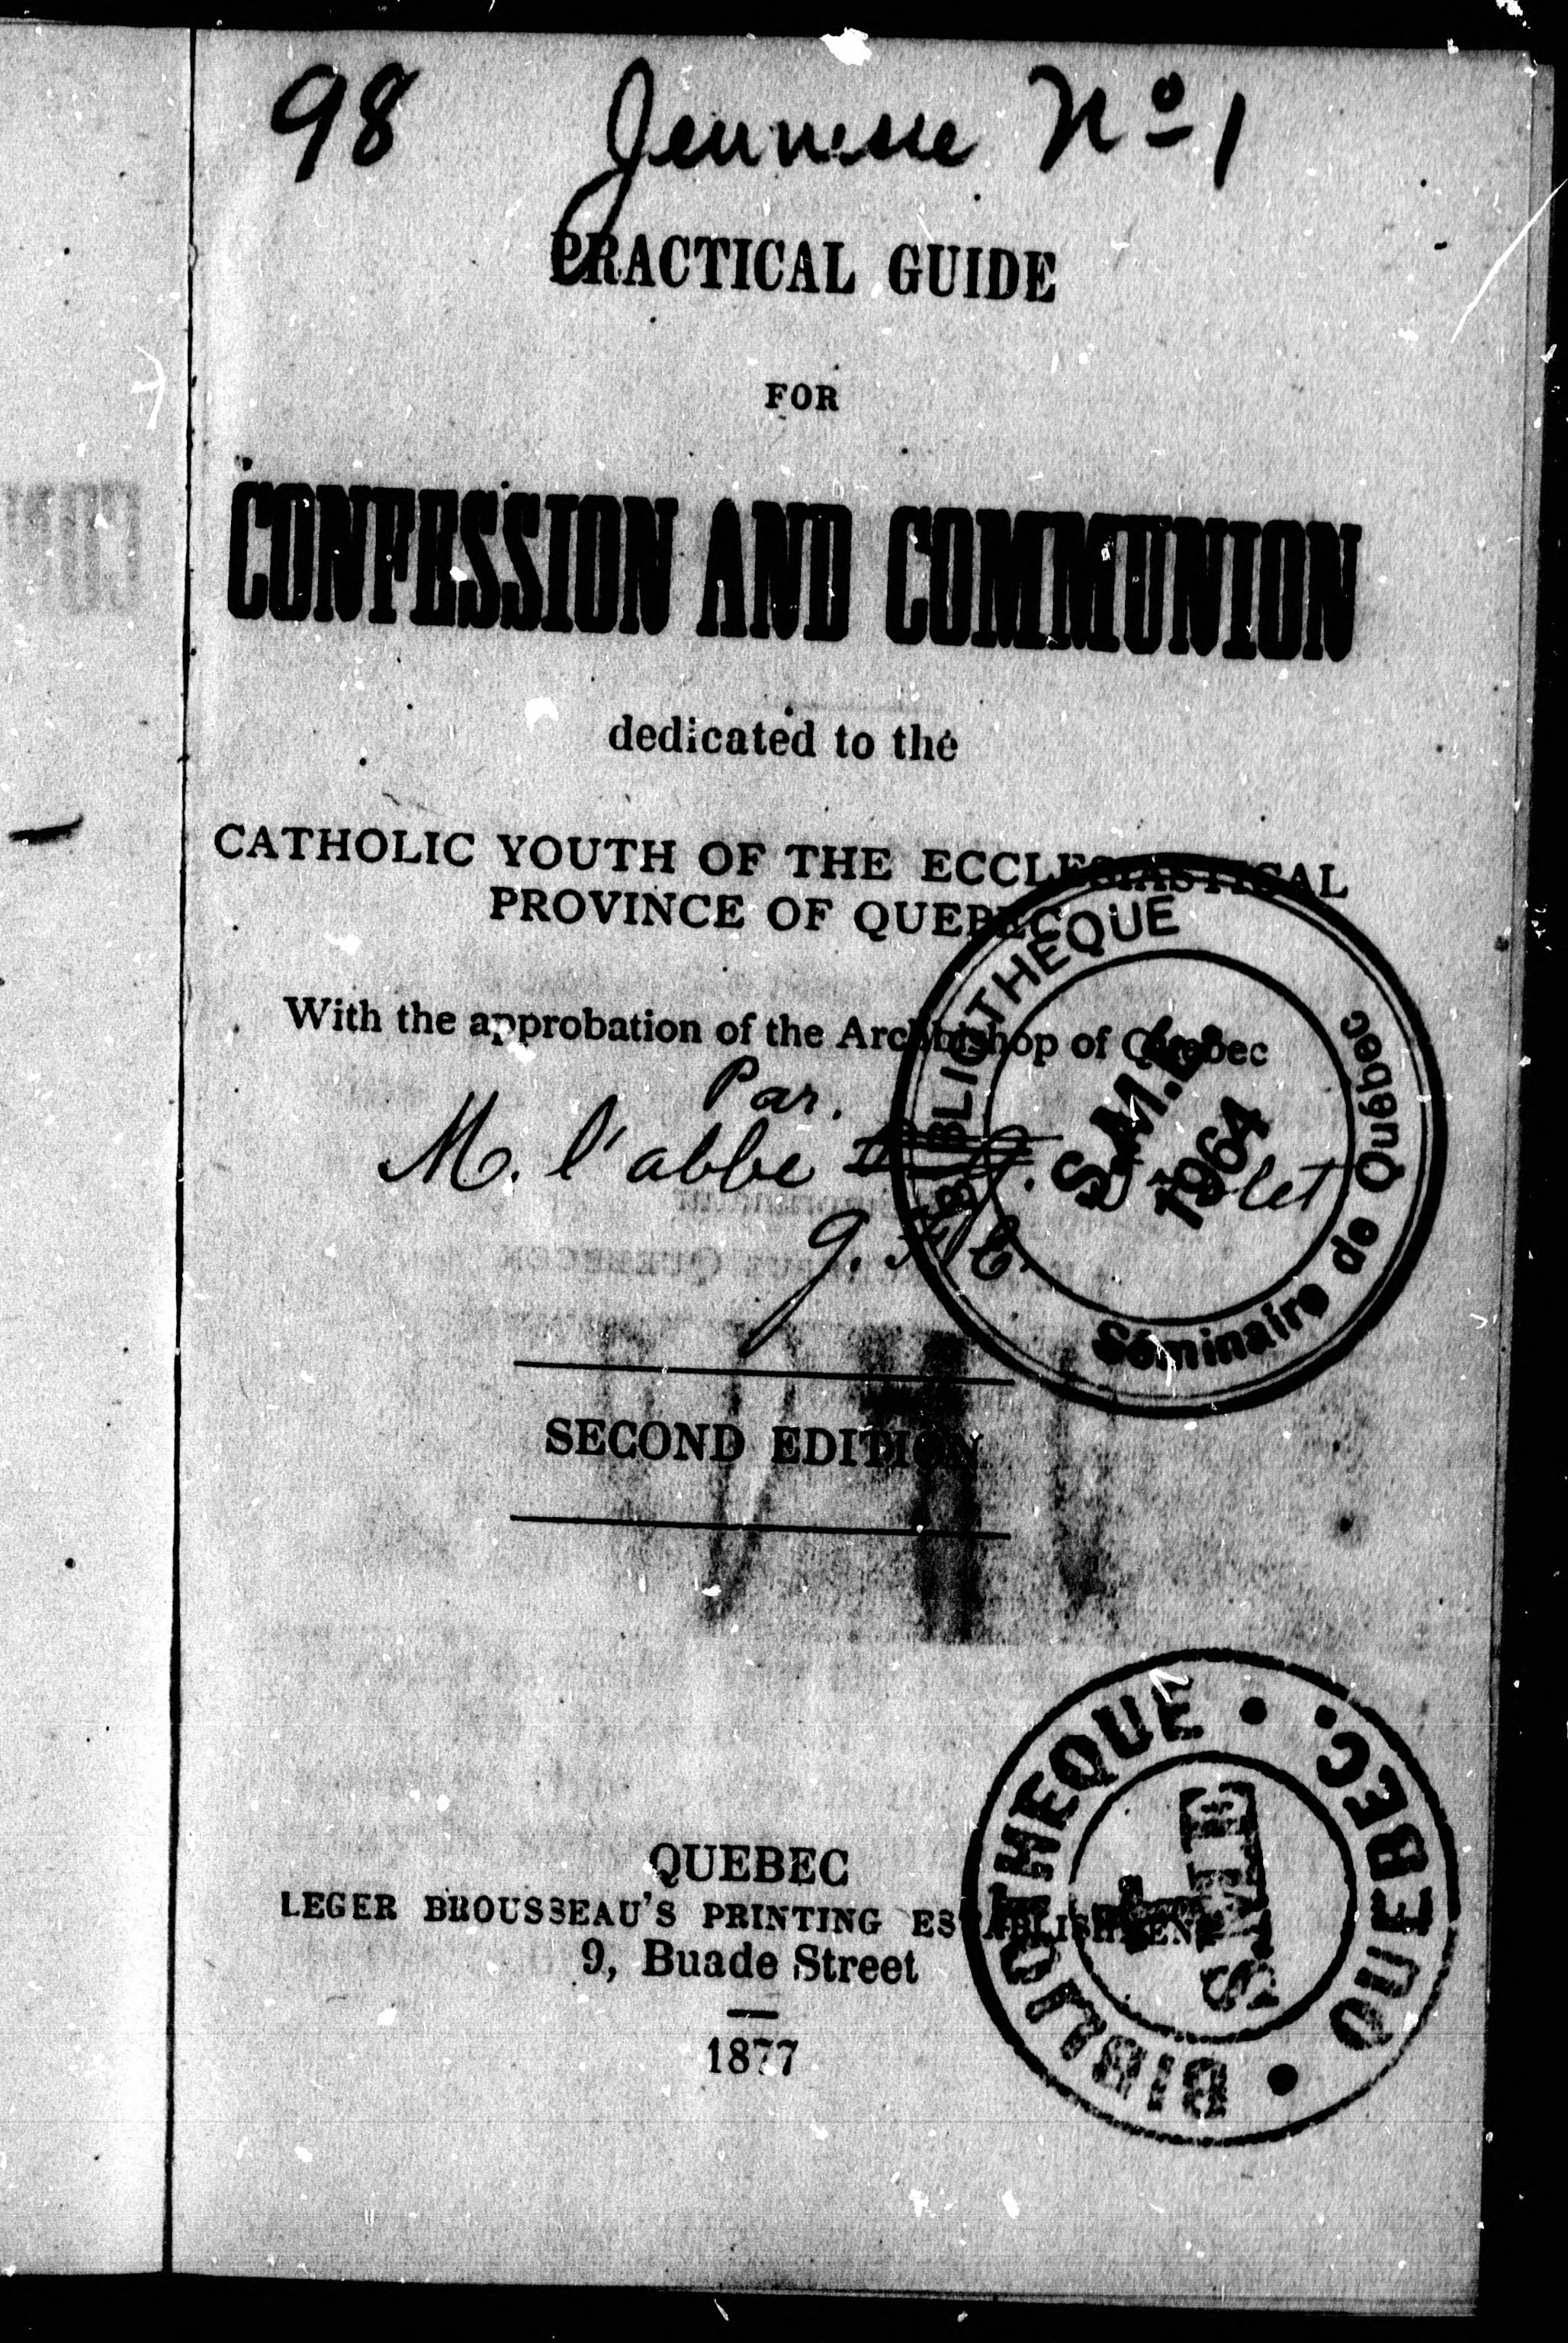 98 Jeunesse No 1
PRACTICAL GUIDE
FOR
CONFESSION AND COMMUNION
dedicated to the
CATHOLIC YOUTH OF THE ECCLESIASTICAL
PROVINCE OF QUEBEC
With the approbation of the Archbishop of Quebec
Par.
M. l'abbe
SECOND EDITION
QUEBEC
LEGER BROUSSEAU'S PRINTING ESTABLISHMENT
9, Buade Street
1877
BIBLIOTHEQUE
S.M.E.
1964
Séminaire de Québec
BIBLIOTHEQUE • QUEBEC •